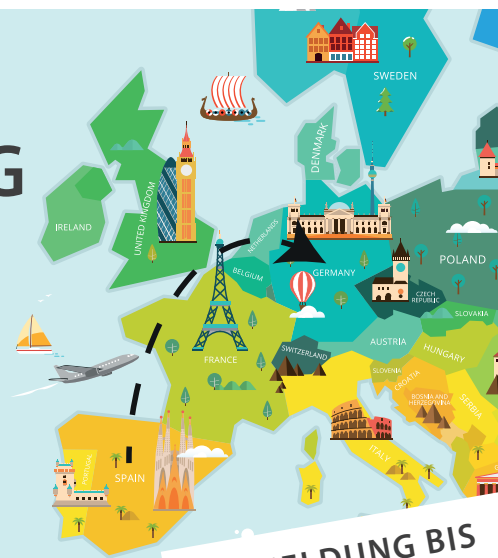 G
SWEDEN
DENMARK
IRELAND
UNITED KINGDOM
NETHERLANDS
POLAND
BELGIUM
GERMANY
CZECH
REPUBLIC
SLOVAKIA
FRANCE
SWITZERLAND
AUSTRIA
HUNGARY
SLOVENIA
CROATIA
BOSNIA AND
HERZEGOVINA
SERBIA
ITALY
PORTUGAL
SPAIN
LDUNG BIS